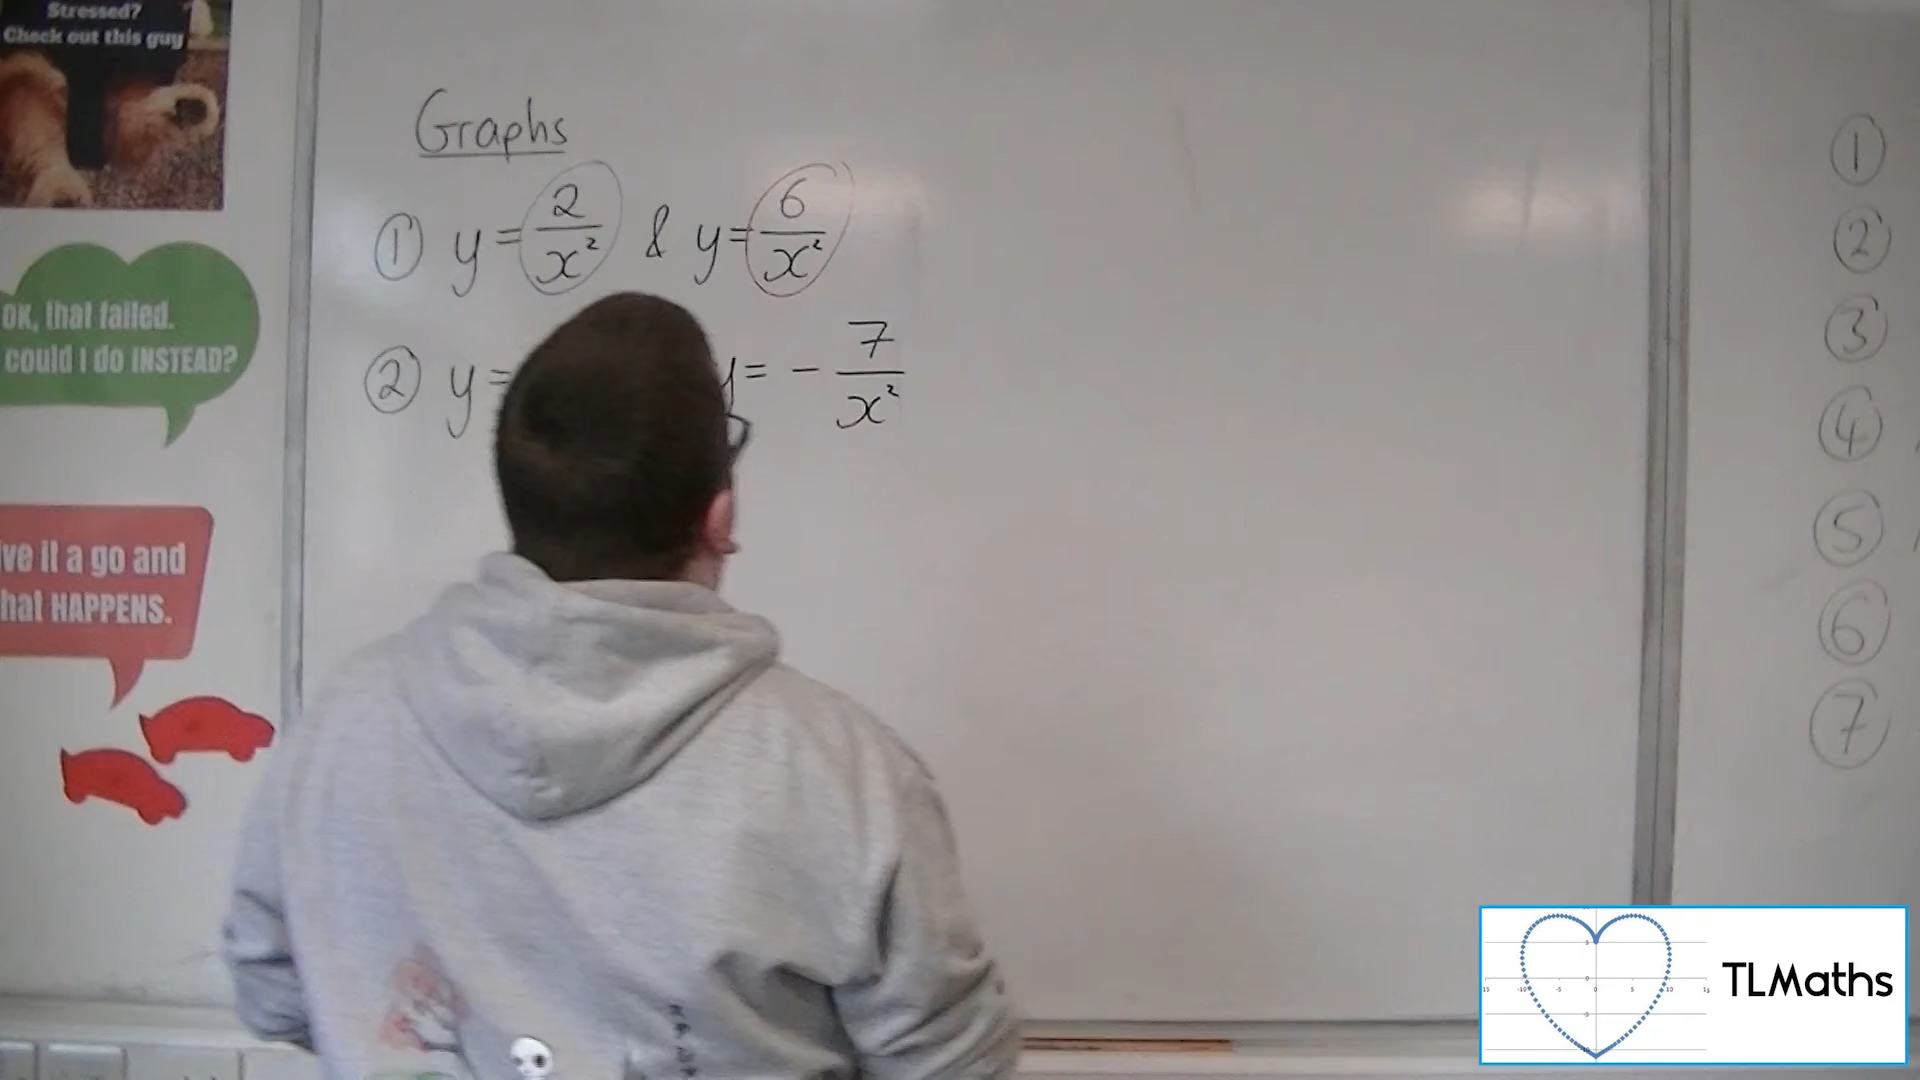 Stressed?
Check out this guy
Graphs
① y = 2/x² & y = 6/x²
② y = y = - 7/x²
OK, that failed.
could I do INSTEAD?
ive it a go and
hat HAPPENS.
①
②
③
④
⑤
⑥
⑦
TLMaths